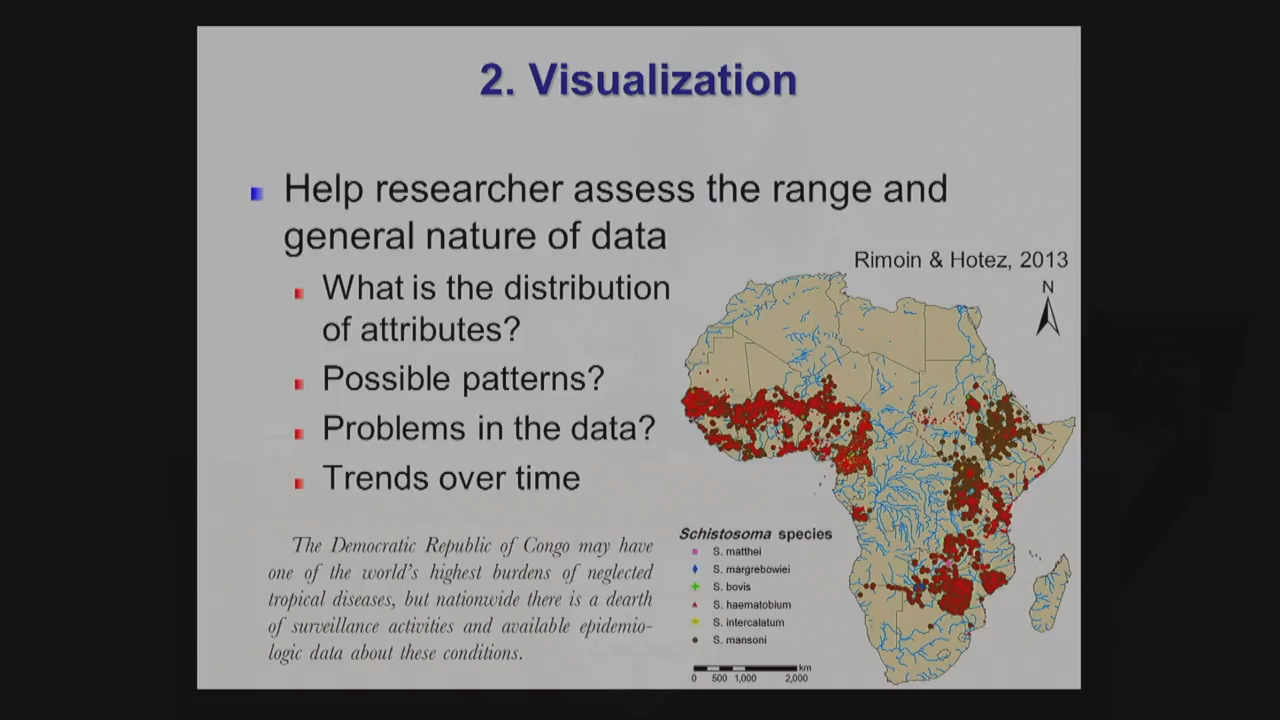 2. Visualization
Help researcher assess the range and
general nature of data
What is the distribution
of attributes?
Possible patterns?
Problems in the data?
Trends over time
The Democratic Republic of Congo may have
one of the world's highest burdens of neglected
tropical diseases, but nationwide there is a dearth
of surveillance activities and available epidemio-
logic data about these conditions.
Rimoin & Hotez, 2013
N
Schistosoma species
S. matthei
S. margrebowiei
S. bovis
S. haematobium
S. intercalatum
S. mansoni
km
0 500 1,000 2,000